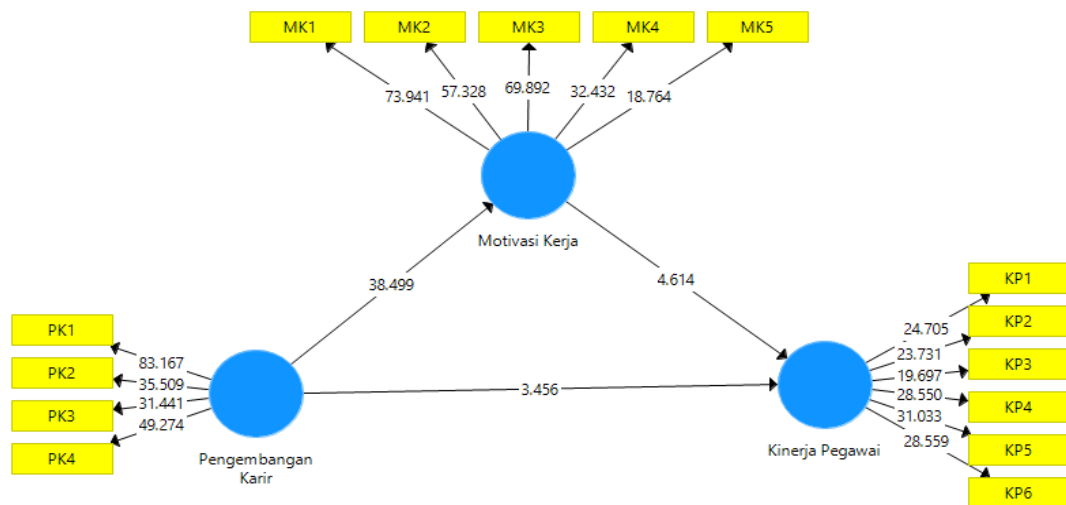 MK1 MK2 MK3 MK4 MK5
73.941 57.328 69.892 32.432 18.764
Motivasi Kerja
38.499
4.614
PK1
PK2
PK3
PK4
83.167
35.509
31.441
49.274
Pengembangan
Karir
3.456
Kinerja Pegawai
24.705
23.731
19.697
28.550
31.033
28.559
KP1
KP2
KP3
KP4
KP5
KP6